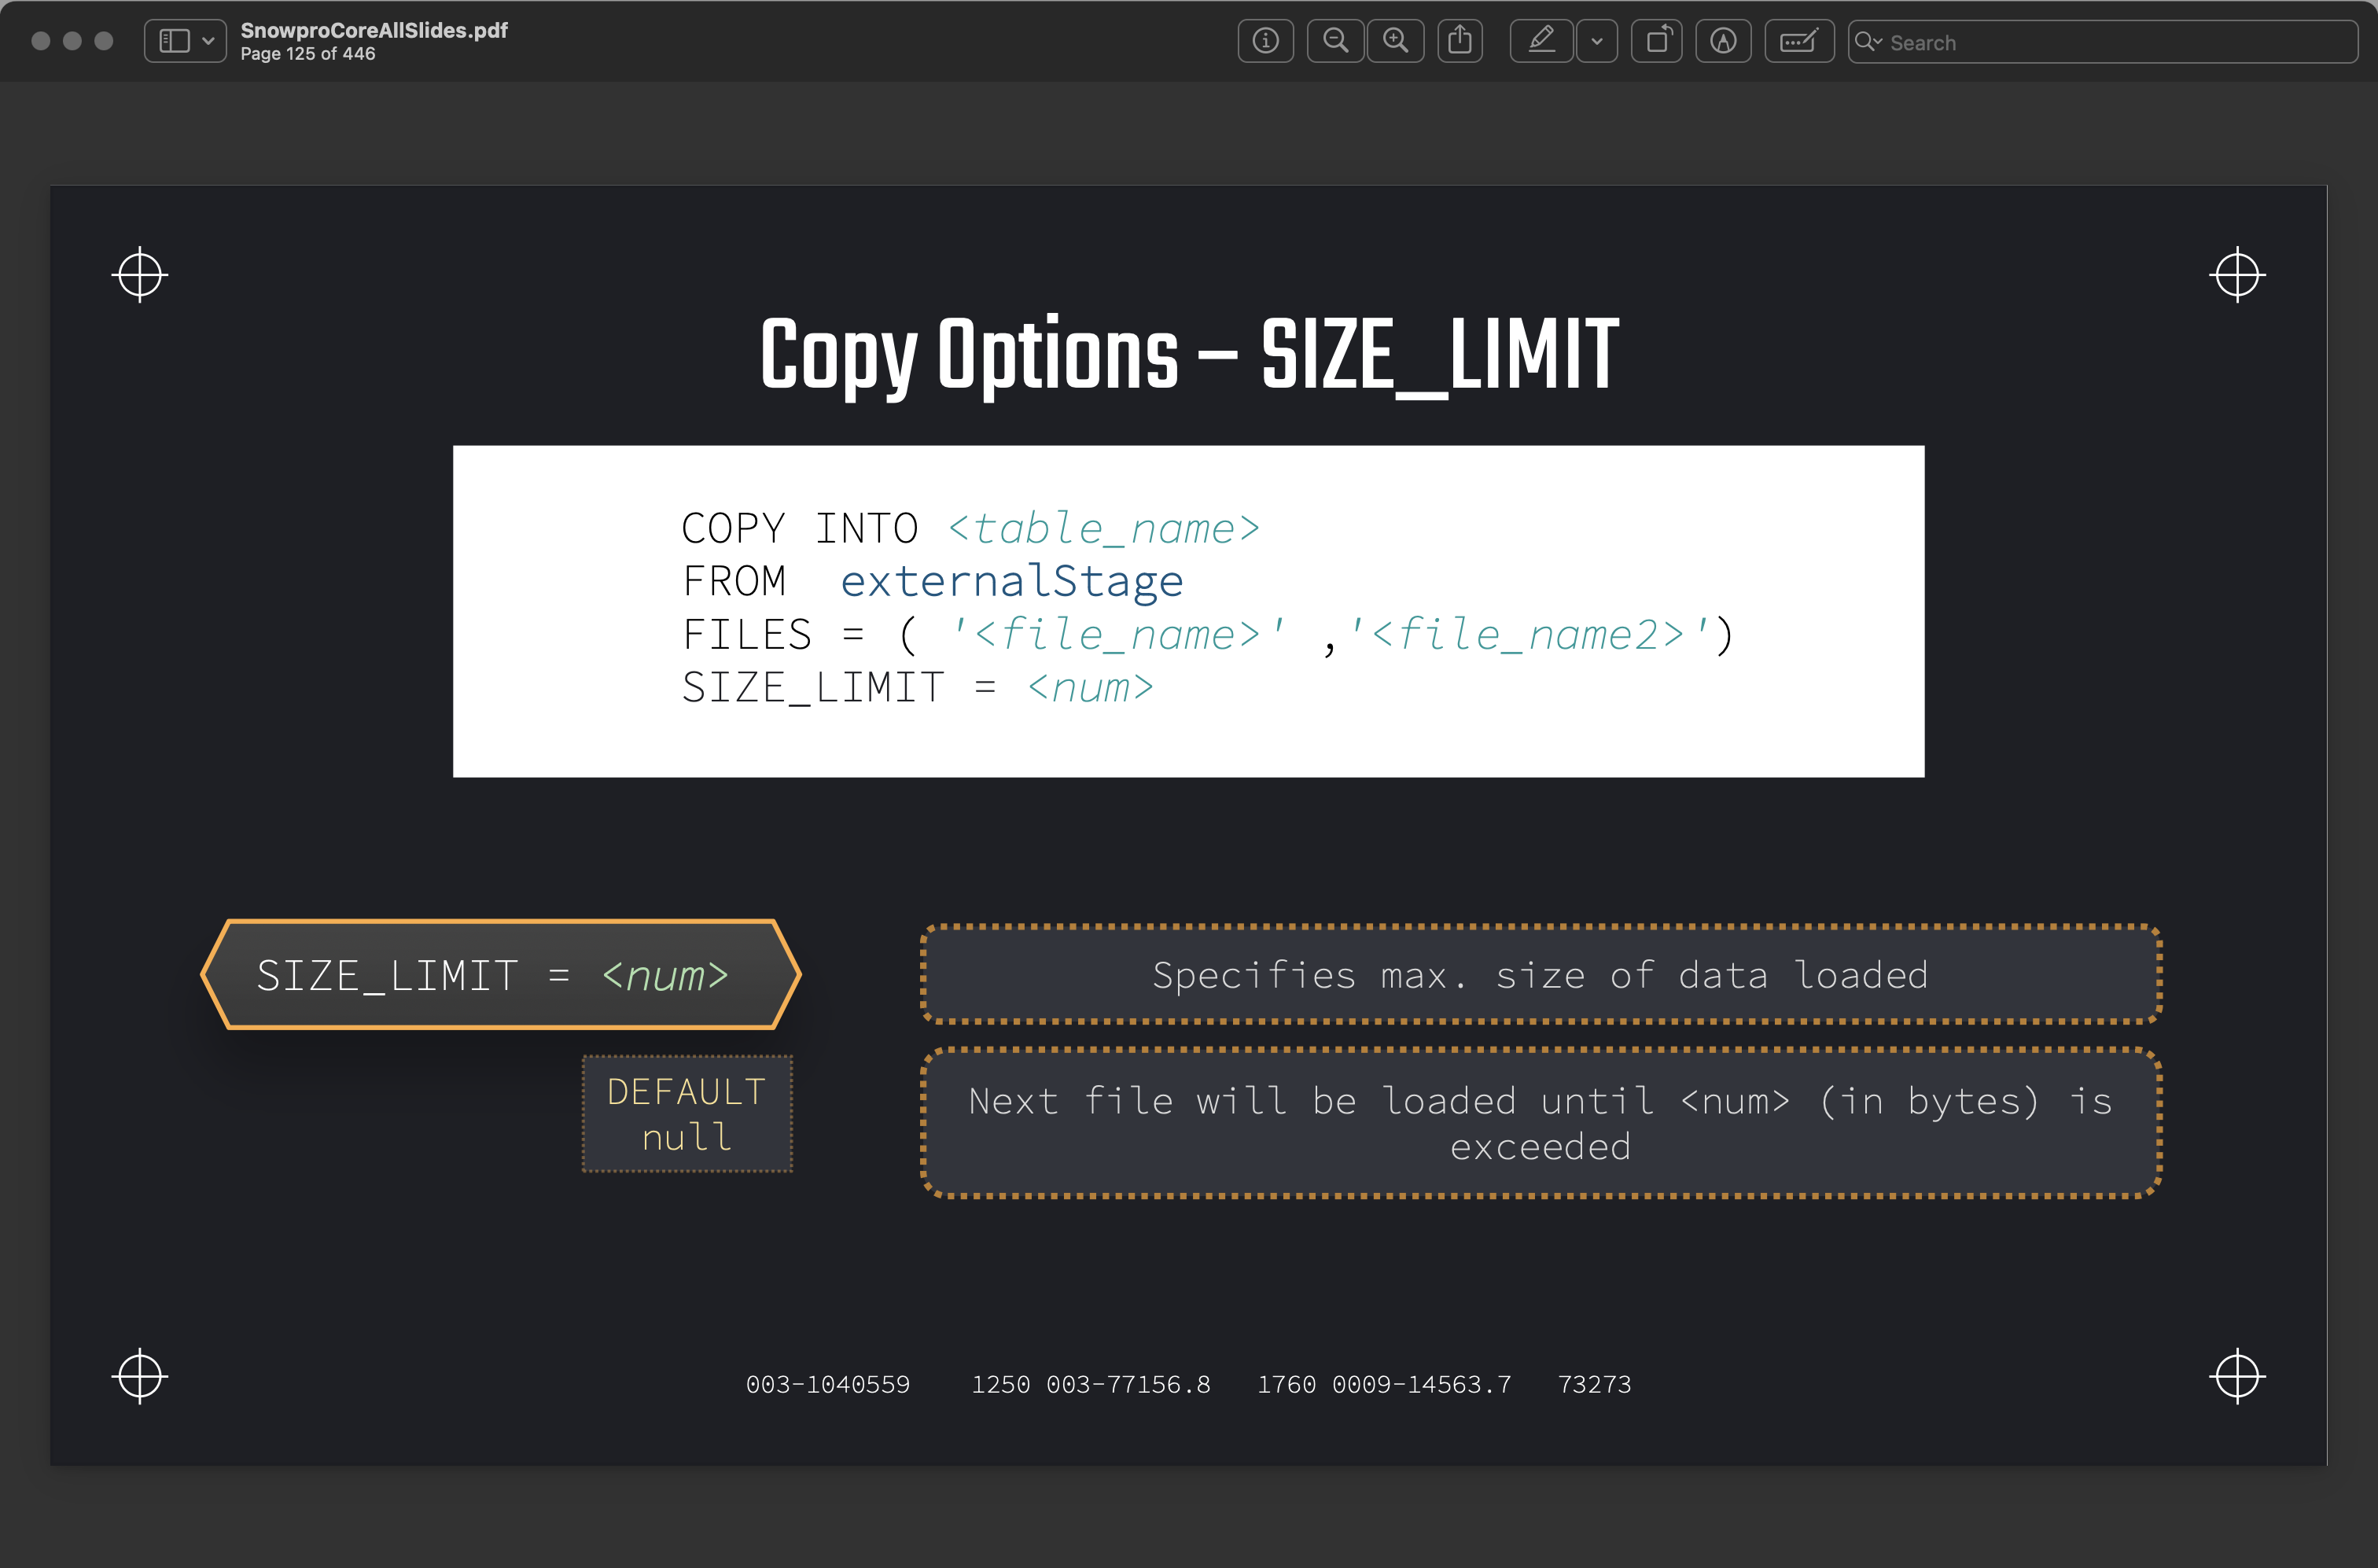 SnowproCoreAllSlides.pdf
Page 125 of 446
Search
Copy Options – SIZE_LIMIT
COPY INTO <table_name>
FROM  externalStage
FILES = ( '<file_name>' ,'<file_name2>')
SIZE_LIMIT = <num>
SIZE_LIMIT = <num>
DEFAULT
null
Specifies max. size of data loaded
Next file will be loaded until <num> (in bytes) is
exceeded
003-1040559    1250 003-77156.8   1760 0009-14563.7   73273